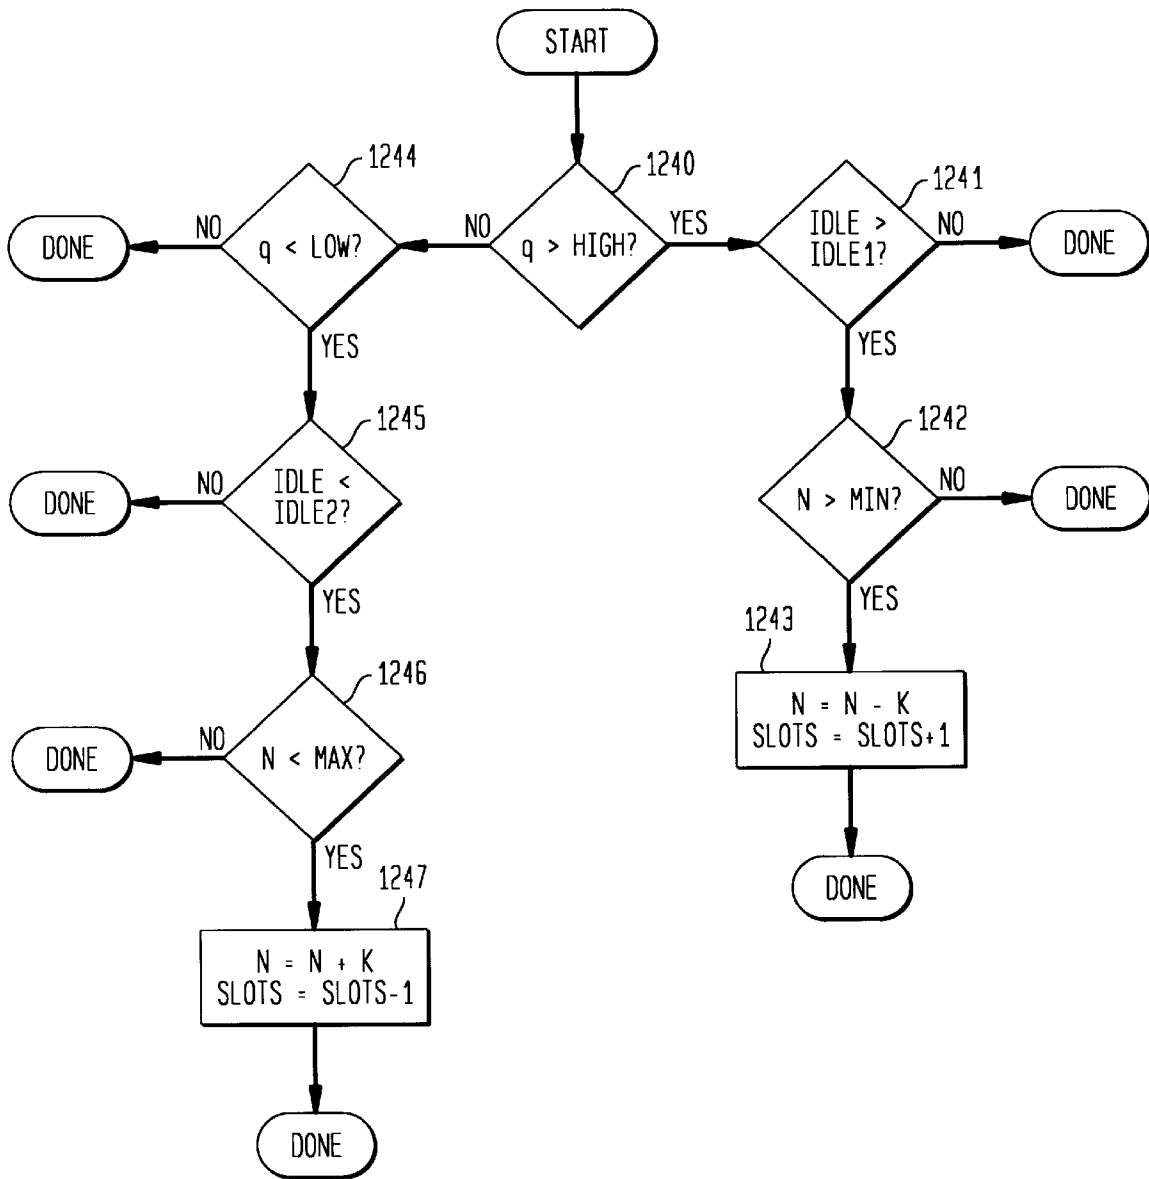 START
1244
1240
1241
DONE
NO
q < LOW?
NO
q > HIGH?
YES
IDLE >
IDLE1?
NO
DONE
YES
YES
1245
1242
DONE
NO
IDLE <
IDLE2?
N > MIN?
NO
DONE
YES
YES
1243
1246
N = N - K
SLOTS = SLOTS+1
DONE
NO
N < MAX?
YES
1247
DONE
N = N + K
SLOTS = SLOTS-1
DONE